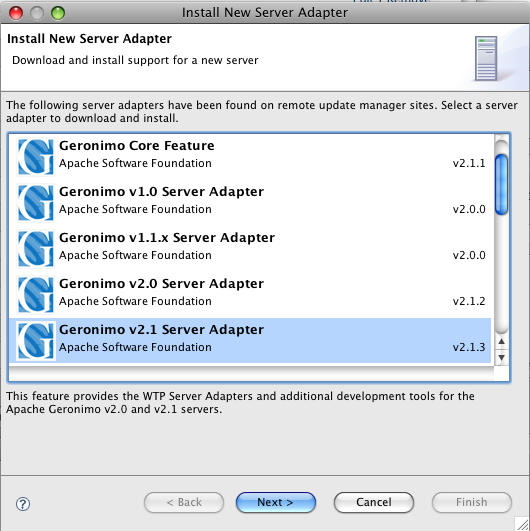 Install New Server Adapter
Install New Server Adapter
Download and install support for a new server
The following server adapters have been found on remote update manager sites. Select a server
adapter to download and install.
Geronimo Core Feature
Apache Software Foundation v2.1.1
Geronimo v1.0 Server Adapter
Apache Software Foundation v2.0.0
Geronimo v1.1.x Server Adapter
Apache Software Foundation v2.0.0
Geronimo v2.0 Server Adapter
Apache Software Foundation v2.1.2
Geronimo v2.1 Server Adapter
Apache Software Foundation v2.1.3
This feature provides the WTP Server Adapters and additional development tools for the
Apache Geronimo v2.0 and v2.1 servers.
? < Back Next > Cancel Finish